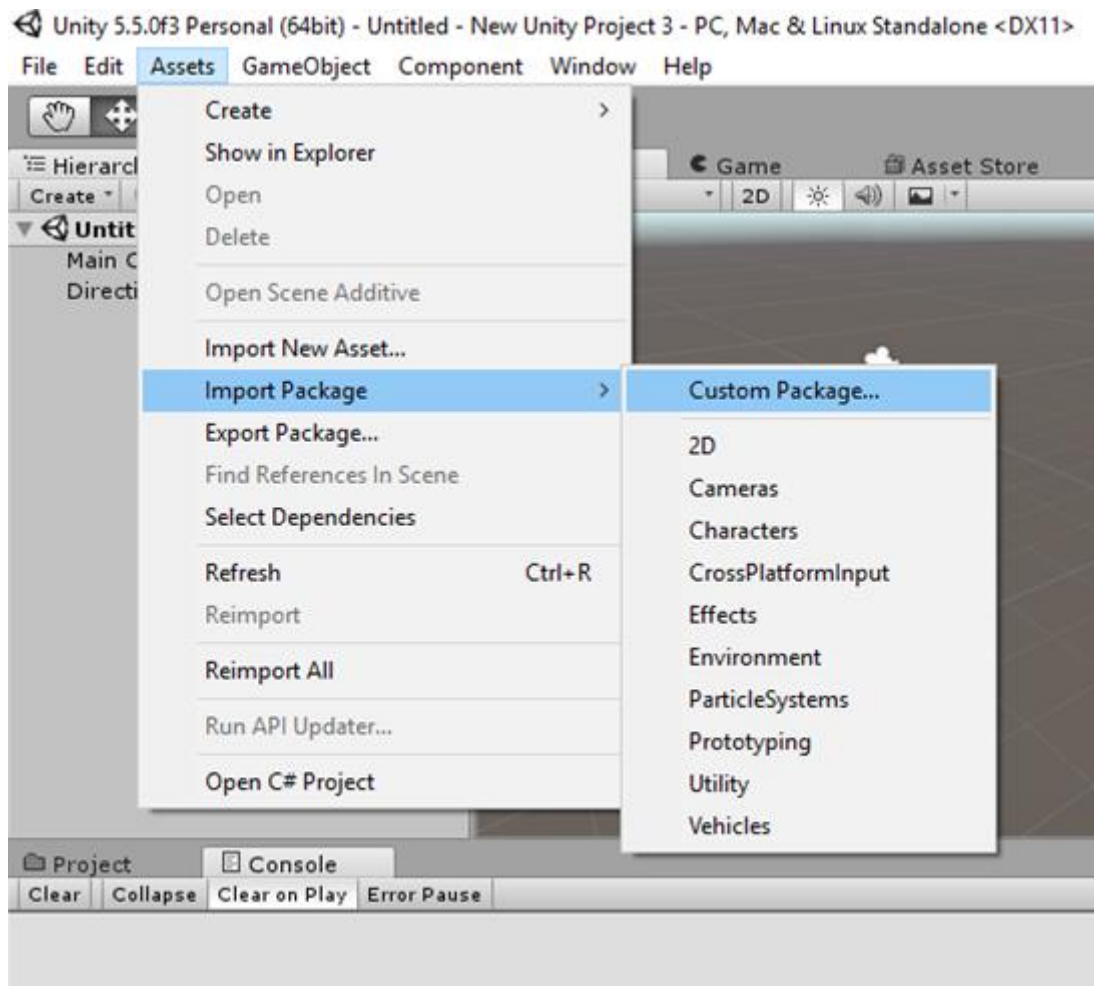 Unity 5.5.0f3 Personal (64bit) - Untitled - New Unity Project 3 - PC, Mac & Linux Standalone <DX11>
File Edit Assets GameObject Component Window Help
Create
Show in Explorer
Open
Delete
Open Scene Additive
Import New Asset...
Import Package
Export Package...
Find References In Scene
Select Dependencies
Refresh Ctrl+R
Reimport
Reimport All
Run API Updater...
Open C# Project
Custom Package...
2D
Cameras
Characters
CrossPlatformInput
Effects
Environment
ParticleSystems
Prototyping
Utility
Vehicles
Hierarcl
Create
Untit
Main C
Directi
Game Asset Store
2D
Project Console
Clear Collapse Clear on Play Error Pause